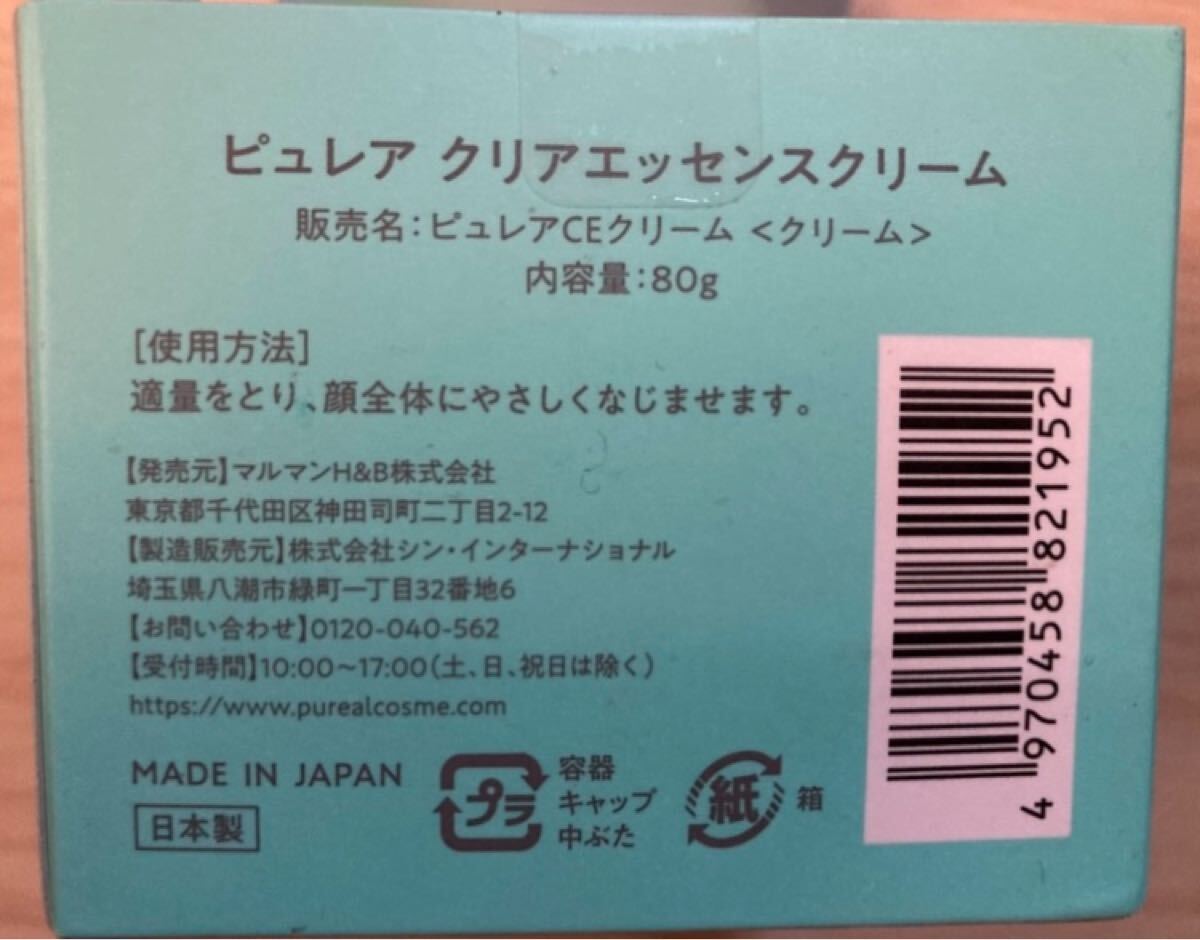 ピュレア クリアエッセンスクリーム
販売名：ピュレアCEクリーム <クリーム>
内容量：80g
[使用方法]
適量をとり、顔全体にやさしくなじませます。
【発売元】マルマンH&B株式会社
東京都千代田区神田司町二丁目2-12
【製造販売元】株式会社シン・インターナショナル
埼玉県八潮市緑町一丁目32番地6
【お問い合わせ】0120-040-562
【受付時間】10:00〜17:00(土、日、祝日は除く)
https://www.purealcosme.com
MADE IN JAPAN
日本製
プラ
容器
キャップ
中ぶた
紙
箱
4970458821952